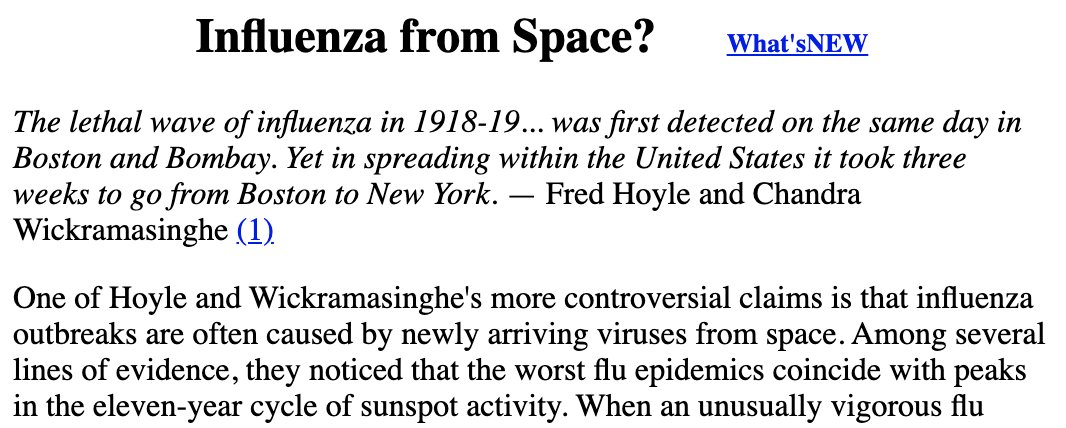 Influenza from Space? What'sNEW
The lethal wave of influenza in 1918-19... was first detected on the same day in
Boston and Bombay. Yet in spreading within the United States it took three
weeks to go from Boston to New York. — Fred Hoyle and Chandra
Wickramasinghe (1)
One of Hoyle and Wickramasinghe's more controversial claims is that influenza
outbreaks are often caused by newly arriving viruses from space. Among several
lines of evidence, they noticed that the worst flu epidemics coincide with peaks
in the eleven-year cycle of sunspot activity. When an unusually vigorous flu